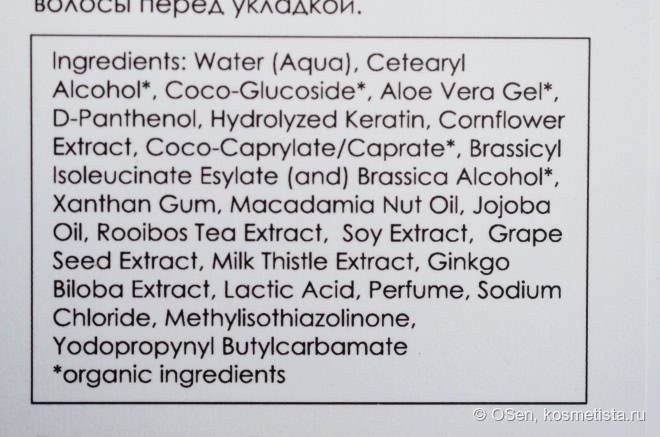 волосы перед укладкой.
Ingredients: Water (Aqua), Cetearyl
Alcohol*, Coco-Glucoside*, Aloe Vera Gel*,
D-Panthenol, Hydrolyzed Keratin, Cornflower
Extract, Coco-Caprylate/Caprate*, Brassicyl
Isoleucinate Esylate (and) Brassica Alcohol*,
Xanthan Gum, Macadamia Nut Oil, Jojoba
Oil, Rooibos Tea Extract, Soy Extract, Grape
Seed Extract, Milk Thistle Extract, Ginkgo
Biloba Extract, Lactic Acid, Perfume, Sodium
Chloride, Methylisothiazolinone,
Yodopropynyl Butylcarbamate
*organic ingredients
© OSen, kosmetista.ru